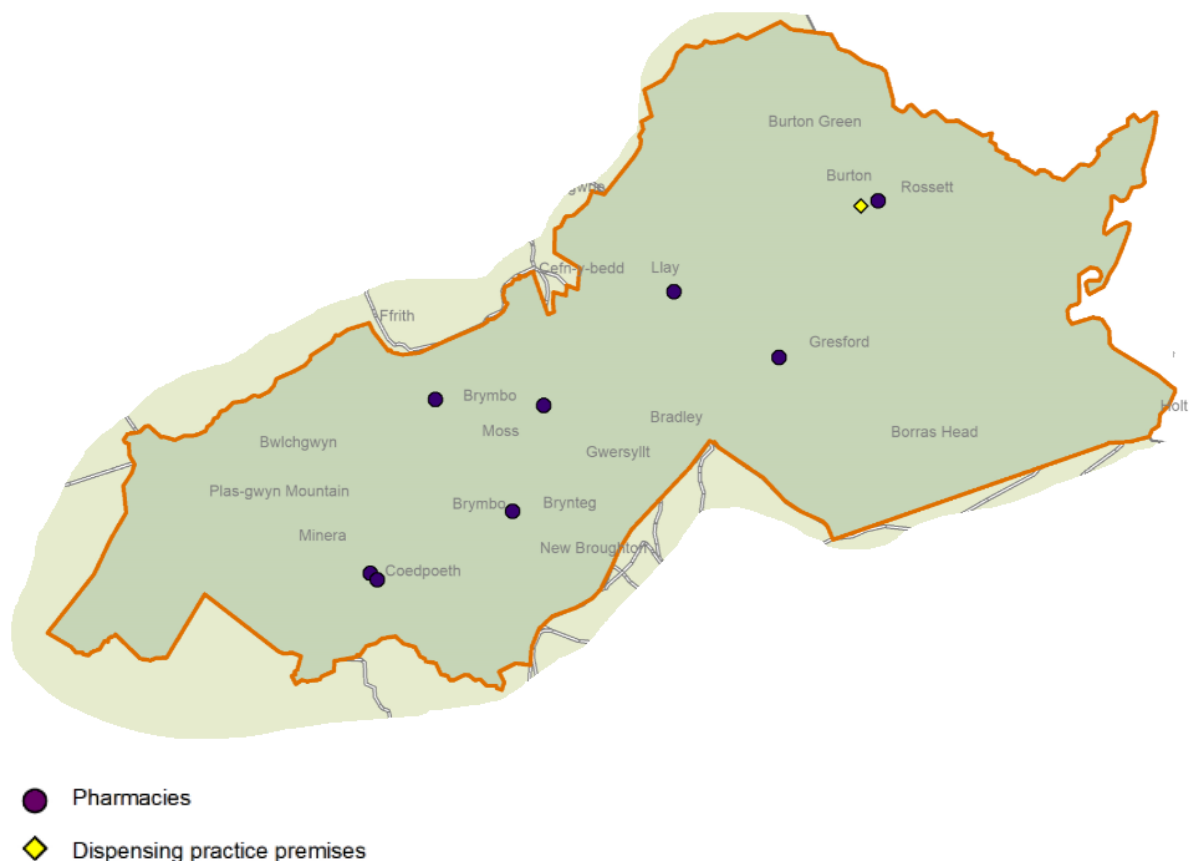 Burton Green
Burton
Rossett
Cefn-y-bedd
Llay
Ffrith
Gresford
Brymbo
Holt
Moss
Bradley
Borras Head
Bwlchgwyn
Gwersyllt
Plas-gwyn Mountain
Brymbo
Brynteg
Minera
New Broughton
Coedpoeth
Pharmacies
Dispensing practice premises